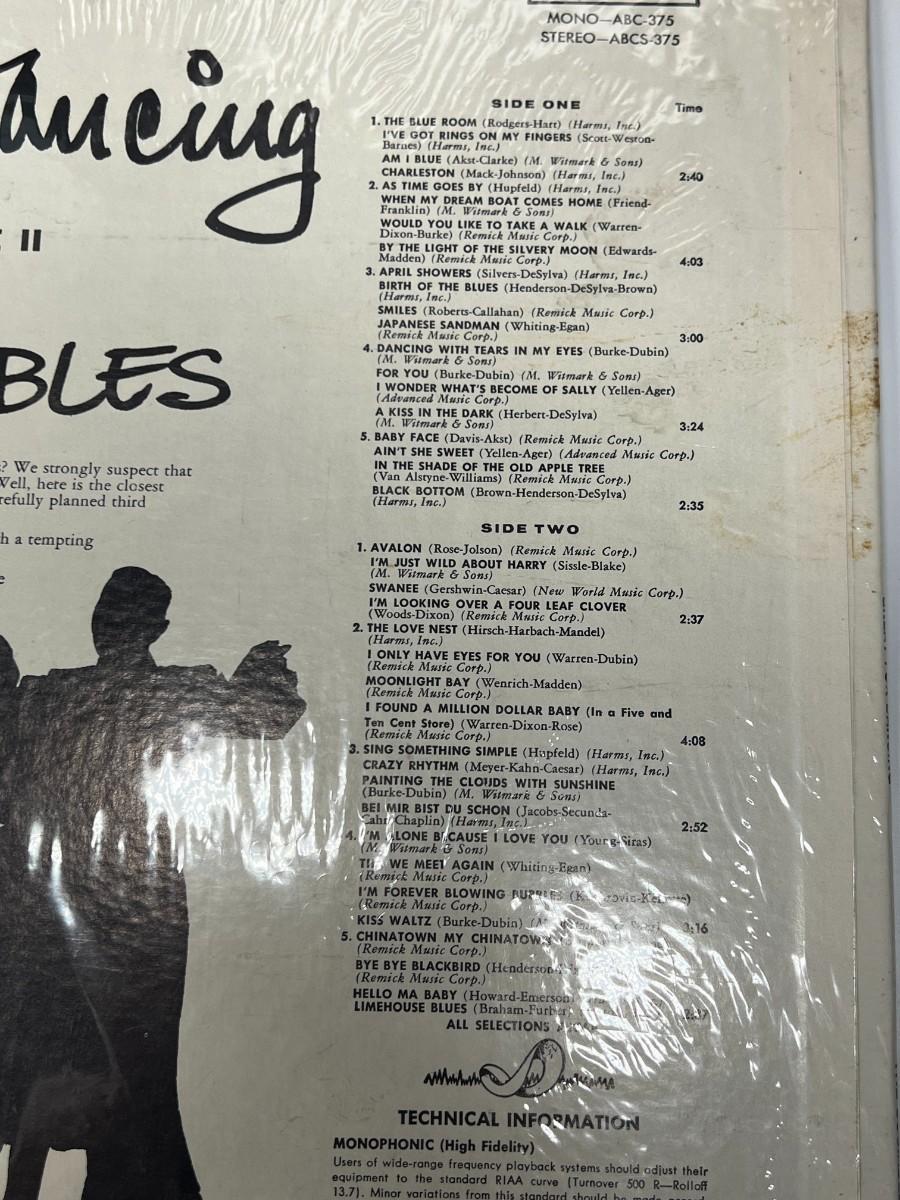 MONO—ABC-375
STEREO—ABCS-375
ancing
II
BLES
? We strongly suspect that
Well, here is the closest
refully planned third
h a tempting
e
SIDE ONE Time
1. THE BLUE ROOM (Rodgers-Hart) (Harms, Inc.)
I'VE GOT RINGS ON MY FINGERS (Scott-Weston-
Barnes) (Harms, Inc.)
AM I BLUE (Akst-Clarke) (M. Witmark & Sons)
CHARLESTON (Mack-Johnson) (Harms, Inc.) 2:40
2. AS TIME GOES BY (Hupfeld) (Harms, Inc.)
WHEN MY DREAM BOAT COMES HOME (Friend-
Franklin) (M. Witmark & Sons)
WOULD YOU LIKE TO TAKE A WALK (Warren-
Dixon-Burke) (Remick Music Corp.)
BY THE LIGHT OF THE SILVERY MOON (Edwards-
Madden) (Remick Music Corp.) 4:03
3. APRIL SHOWERS (Silvers-DeSylva) (Harms, Inc.)
BIRTH OF THE BLUES (Henderson-DeSylva-Brown)
(Harms, Inc.)
SMILES (Roberts-Callahan) (Remick Music Corp.)
JAPANESE SANDMAN (Whiting-Egan)
(Remick Music Corp.) 3:00
4. DANCING WITH TEARS IN MY EYES (Burke-Dubin)
(M. Witmark & Sons)
FOR YOU (Burke-Dubin) (M. Witmark & Sons)
I WONDER WHAT'S BECOME OF SALLY (Yellen-Ager)
(Advanced Music Corp.)
A KISS IN THE DARK (Herbert-DeSylva)
(M. Witmark & Sons) 3:24
5. BABY FACE (Davis-Akst) (Remick Music Corp.)
AIN'T SHE SWEET (Yellen-Ager) (Advanced Music Corp.)
IN THE SHADE OF THE OLD APPLE TREE
(Van Alstyne-Williams) (Remick Music Corp.)
BLACK BOTTOM (Brown-Henderson-DeSylva)
(Harms, Inc.) 2:35
SIDE TWO
1. AVALON (Rose-Jolson) (Remick Music Corp.)
I'M JUST WILD ABOUT HARRY (Sissle-Blake)
(M. Witmark & Sons)
SWANEE (Gershwin-Caesar) (New World Music Corp.)
I'M LOOKING OVER A FOUR LEAF CLOVER
(Woods-Dixon) (Remick Music Corp.) 2:37
2. THE LOVE NEST (Hirsch-Harbach-Mandel)
(Harms, Inc.)
I ONLY HAVE EYES FOR YOU (Warren-Dubin)
(Remick Music Corp.)
MOONLIGHT BAY (Wenrich-Madden)
(Remick Music Corp.)
I FOUND A MILLION DOLLAR BABY (In a Five and
Ten Cent Store) (Warren-Dixon-Rose)
(Remick Music Corp.) 4:08
3. SING SOMETHING SIMPLE (Hupfeld) (Harms, Inc.)
CRAZY RHYTHM (Meyer-Kahn-Caesar) (Harms, Inc.)
PAINTING THE CLOUDS WITH SUNSHINE
(Burke-Dubin) (M. Witmark & Sons)
BEI MIR BIST DU SCHON (Jacobs-Secunda-
Cahn-Chaplin) (Harms, Inc.) 2:52
4. I'M ALONE BECAUSE I LOVE YOU (Young-Siras)
(M. Witmark & Sons)
TILL WE MEET AGAIN (Whiting-Egan)
(Remick Music Corp.)
I'M FOREVER BLOWING BUBBLES
(Remick Music Corp.)
KISS WALTZ (Burke-Dubin) 3:16
5. CHINATOWN MY CHINATOWN
(Remick Music Corp.)
BYE BYE BLACKBIRD (Henderson-
(Remick Music Corp.)
HELLO MA BABY (Howard-Emerson)
LIMEHOUSE BLUES (Braham-Furber)
ALL SELECTIONS
TECHNICAL INFORMATION
MONOPHONIC (High Fidelity)
Users of wide-range frequency playback systems should adjust their
equipment to the standard RIAA curve (Turnover 500 R—Rolloff
13.7). Minor variations from this standard should be made